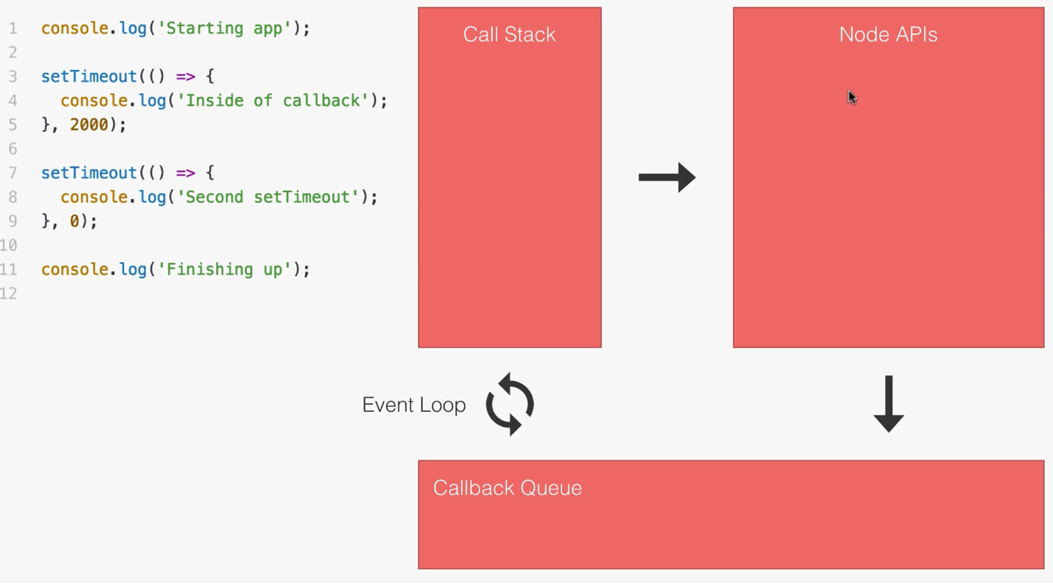 1 console.log('Starting app');
2
3 setTimeout(() => {
4   console.log('Inside of callback');
5 }, 2000);
6
7 setTimeout(() => {
8   console.log('Second setTimeout');
9 }, 0);
10
11 console.log('Finishing up');
12
Call Stack
Node APIs
Event Loop
Callback Queue